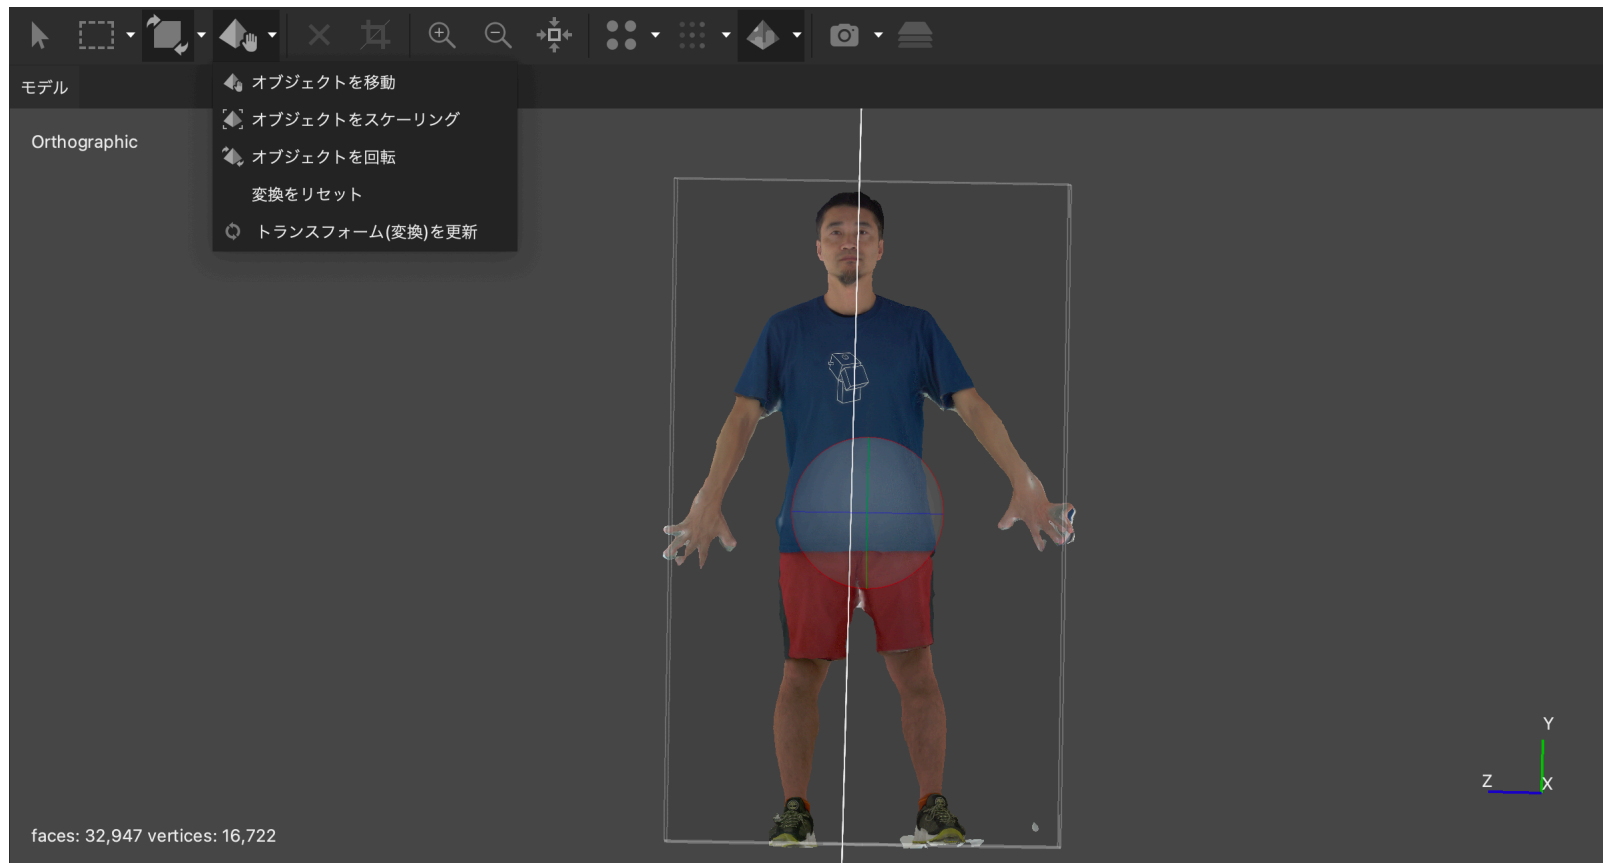 モデル
オブジェクトを移動
オブジェクトをスケーリング
オブジェクトを回転
変換をリセット
トランスフォーム(変換)を更新
Orthographic
Y
Z
X
faces: 32,947 vertices: 16,722